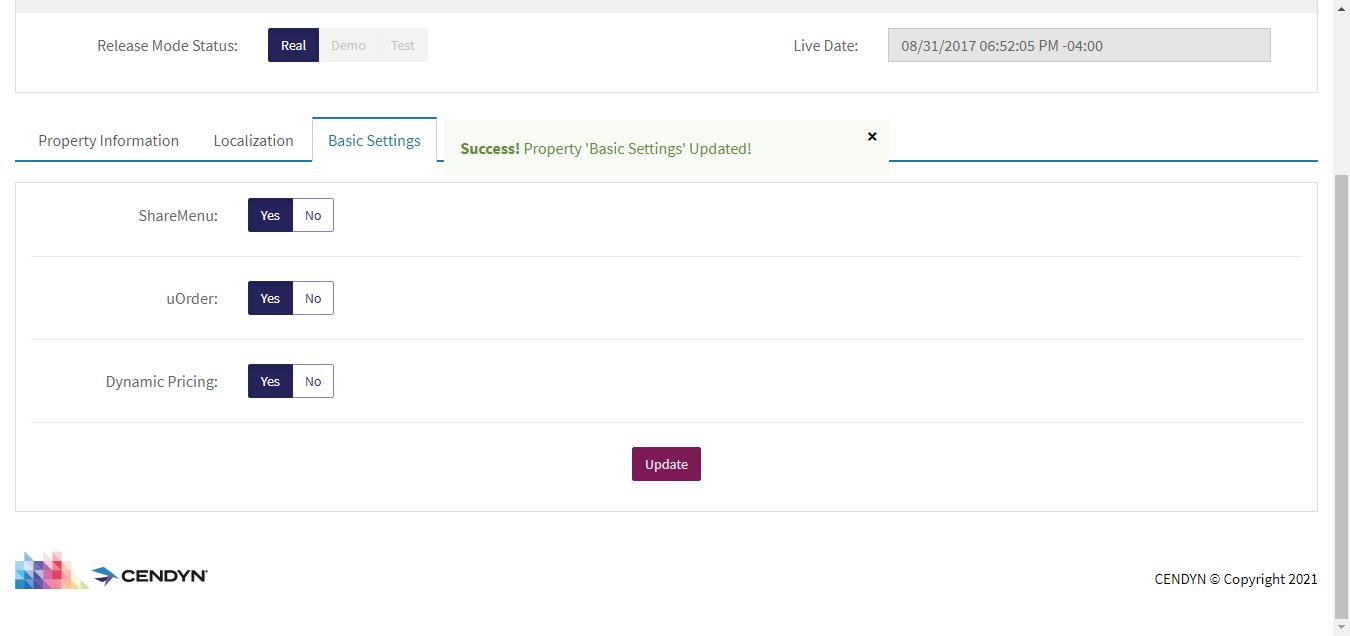 Release Mode Status: Real Demo Test Live Date: 08/31/2017 06:52:05 PM -04:00
Property Information Localization Basic Settings Success! Property 'Basic Settings' Updated! ×
ShareMenu: Yes No
uOrder: Yes No
Dynamic Pricing: Yes No
Update
CENDYN CENDYN © Copyright 2021